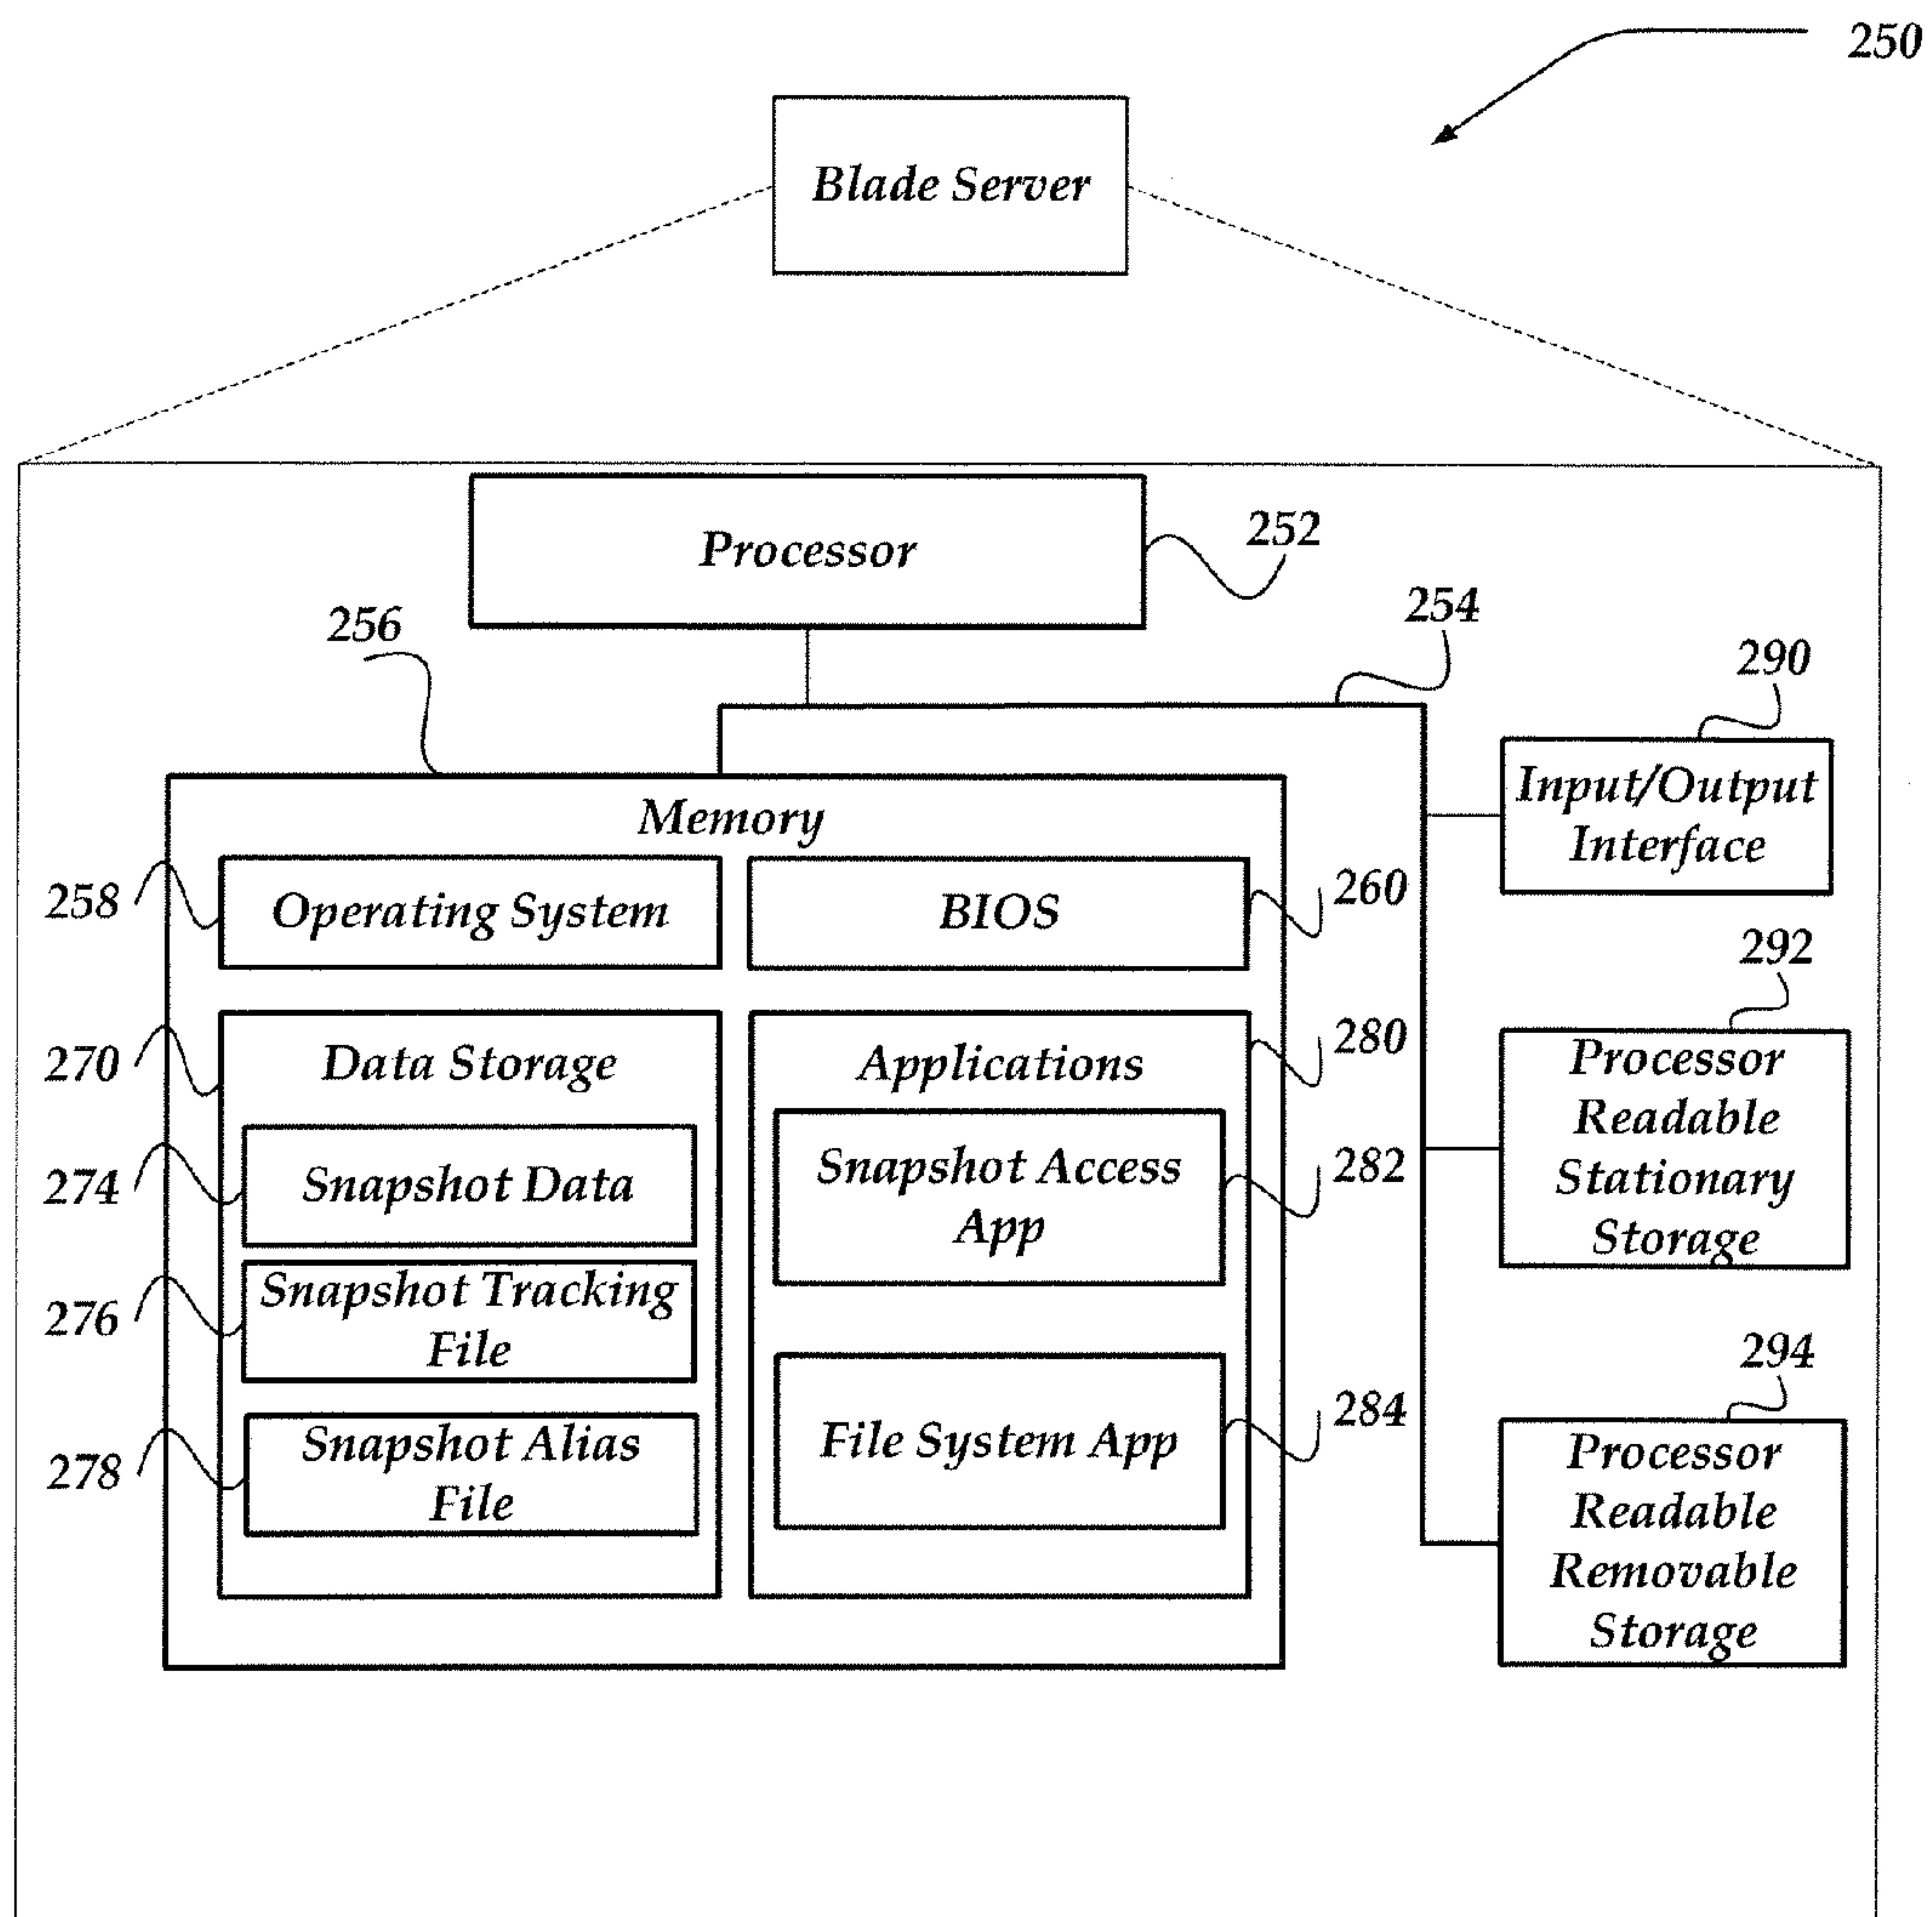 250
Blade Server
Processor
252
254
256
290
Input/Output
Interface
Memory
258
Operating System
BIOS
260
292
Processor
Readable
Stationary
Storage
270
Data Storage
Applications
280
274
Snapshot Data
Snapshot Access
App
282
276
Snapshot Tracking
File
278
Snapshot Alias
File
File System App
284
294
Processor
Readable
Removable
Storage